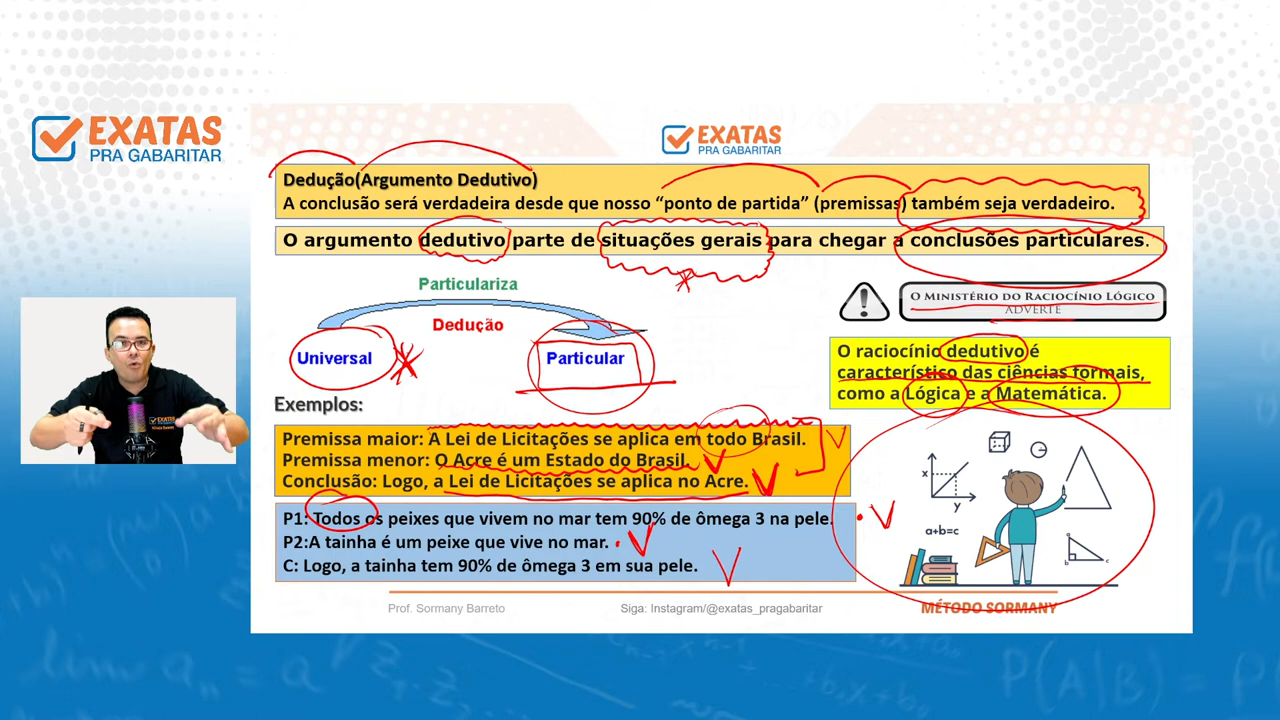 EXATAS
PRA GABARITAR
EXATAS
PRA GABARITAR
Dedução(Argumento Dedutivo)
A conclusão será verdadeira desde que nosso “ponto de partida” (premissas) também seja verdadeiro.
O argumento dedutivo parte de situações gerais para chegar a conclusões particulares.
Particulariza
Dedução
Universal
Particular
O Ministério do Raciocínio Lógico
ADVERTE
O raciocínio dedutivo é
característiso das ciências formais,
como a Lógica e a Matemática.
Exemplos:
Premissa maior: A Lei de Licitações se aplica em todo Brasil.
Premissa menor: O Acre é um Estado do Brasil.
Conclusão: Logo, a Lei de Licitações se aplica no Acre.
P1: Todos os peixes que vivem no mar tem 90% de ômega 3 na pele.
P2:A tainha é um peixe que vive no mar.
C: Logo, a tainha tem 90% de ômega 3 em sua pele.
x
y
a+b=c
b
c
Prof. Sormany Barreto
Siga: Instagram/@exatas_pragabaritar
MÉTODO SORMANY
lim aₙ = a
P(A|B) =